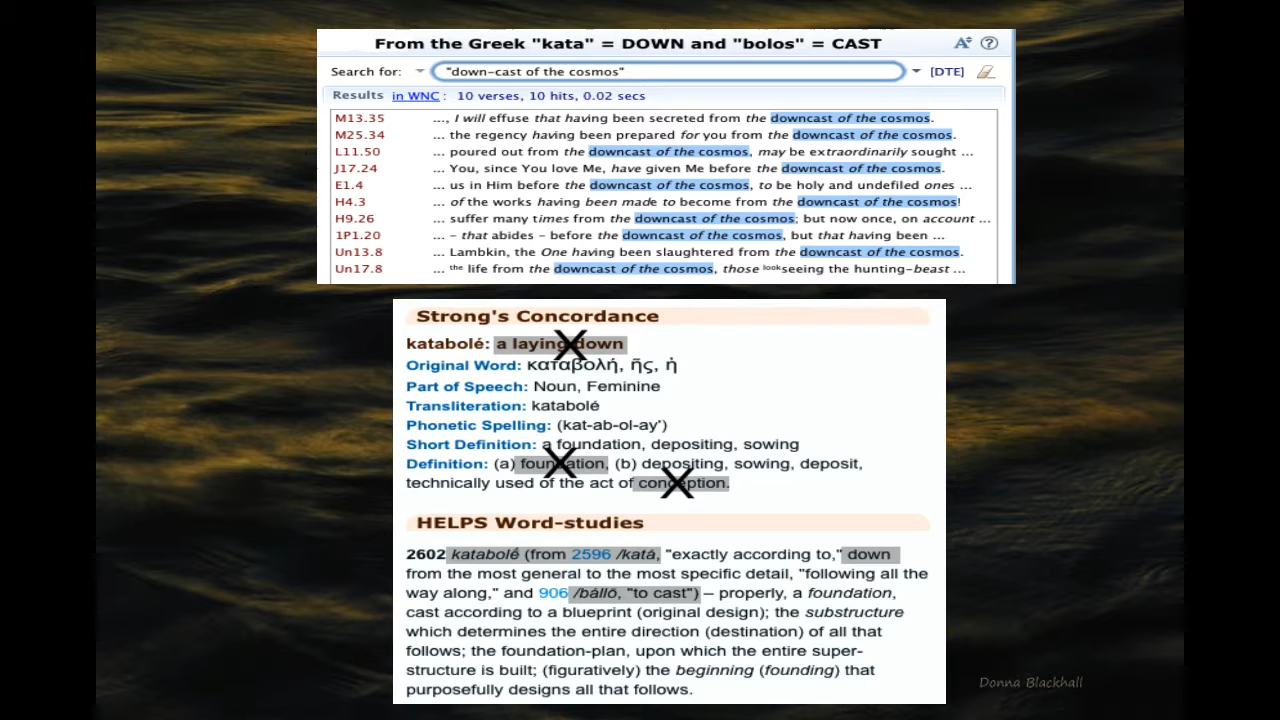 From the Greek "kata" = DOWN and "bolos" = CAST
Search for: "down-cast of the cosmos" [DTE]
Results in WNC: 10 verses, 10 hits, 0.02 secs
M13.35 ..., I will effuse that having been secreted from the downcast of the cosmos.
M25.34 ... the regency having been prepared for you from the downcast of the cosmos.
L11.50 ... poured out from the downcast of the cosmos, may be extraordinarily sought ...
J17.24 ... You, since You love Me, have given Me before the downcast of the cosmos.
E1.4 ... us in Him before the downcast of the cosmos, to be holy and undefiled ones ...
H4.3 ... of the works having been made to become from the downcast of the cosmos!
H9.26 ... suffer many times from the downcast of the cosmos; but now once, on account ...
1P1.20 ... – that abides – before the downcast of the cosmos, but that having been ...
Un13.8 ... Lambkin, the One having been slaughtered from the downcast of the cosmos.
Un17.8 ... the life from the downcast of the cosmos, those lookseeing the hunting-beast ...
Strong's Concordance
katabolé: a laying down
Original Word: καταβολή, ῆς, ἡ
Part of Speech: Noun, Feminine
Transliteration: katabolé
Phonetic Spelling: (kat-ab-ol-ay')
Short Definition: a foundation, depositing, sowing
Definition: (a) foundation, (b) depositing, sowing, deposit,
technically used of the act of conception.
HELPS Word-studies
2602 katabolḗ (from 2596 /katá, "exactly according to," down
from the most general to the most specific detail, "following all the
way along," and 906 /bállō, "to cast") – properly, a foundation,
cast according to a blueprint (original design); the substructure
which determines the entire direction (destination) of all that
follows; the foundation-plan, upon which the entire super-
structure is built; (figuratively) the beginning (founding) that
purposefully designs all that follows.
Donna Blackhall